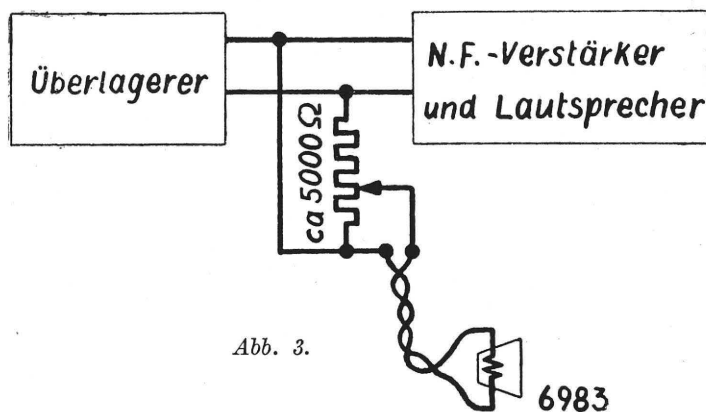 Überlagerer
N.F.-Verstärker
und Lautsprecher
ca 5000 Ω
Abb. 3.
6983